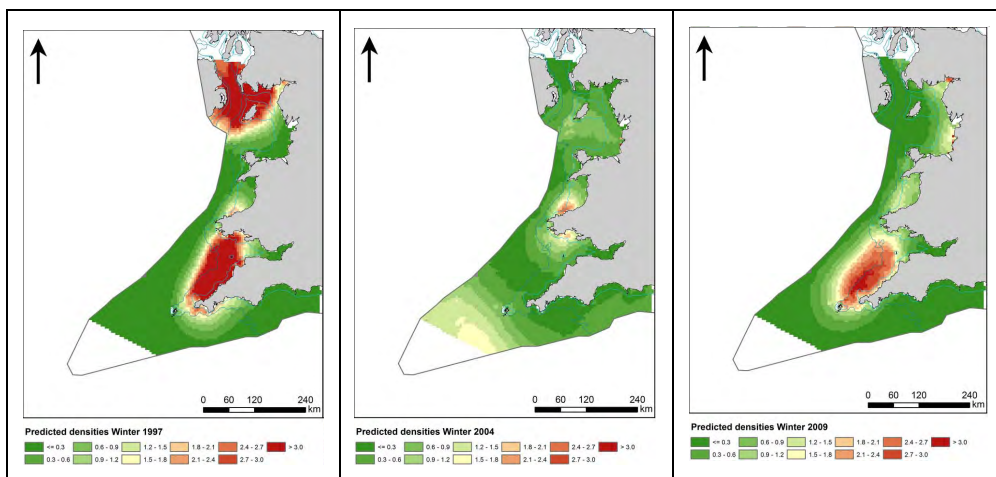 0 60 120 240
km
Predicted densities Winter 1997
<= 0.3 0.6 - 0.9 1.2 - 1.5 1.8 - 2.1 2.4 - 2.7 > 3.0
0.3 - 0.6 0.9 - 1.2 1.5 - 1.8 2.1 - 2.4 2.7 - 3.0
0 60 120 240
km
Predicted densities Winter 2004
<= 0.3 0.6 - 0.9 1.2 - 1.5 1.8 - 2.1 2.4 - 2.7 > 3.0
0.3 - 0.6 0.9 - 1.2 1.5 - 1.8 2.1 - 2.4 2.7 - 3.0
0 60 120 240
km
Predicted densities Winter 2009
<= 0.3 0.6 - 0.9 1.2 - 1.5 1.8 - 2.1 2.4 - 2.7 > 3.0
0.3 - 0.6 0.9 - 1.2 1.5 - 1.8 2.1 - 2.4 2.7 - 3.0